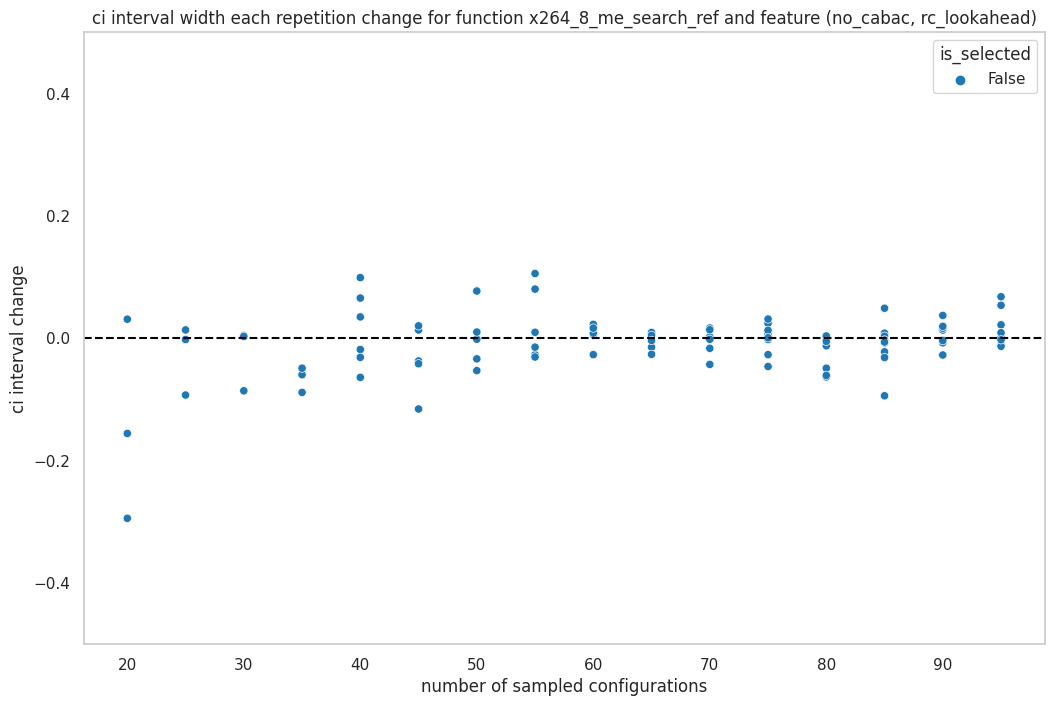 ci interval width each repetition change for function x264_8_me_search_ref and feature (no_cabac, rc_lookahead)
is_selected
False
ci interval change
0.4
0.2
0.0
−0.2
−0.4
20 30 40 50 60 70 80 90
number of sampled configurations